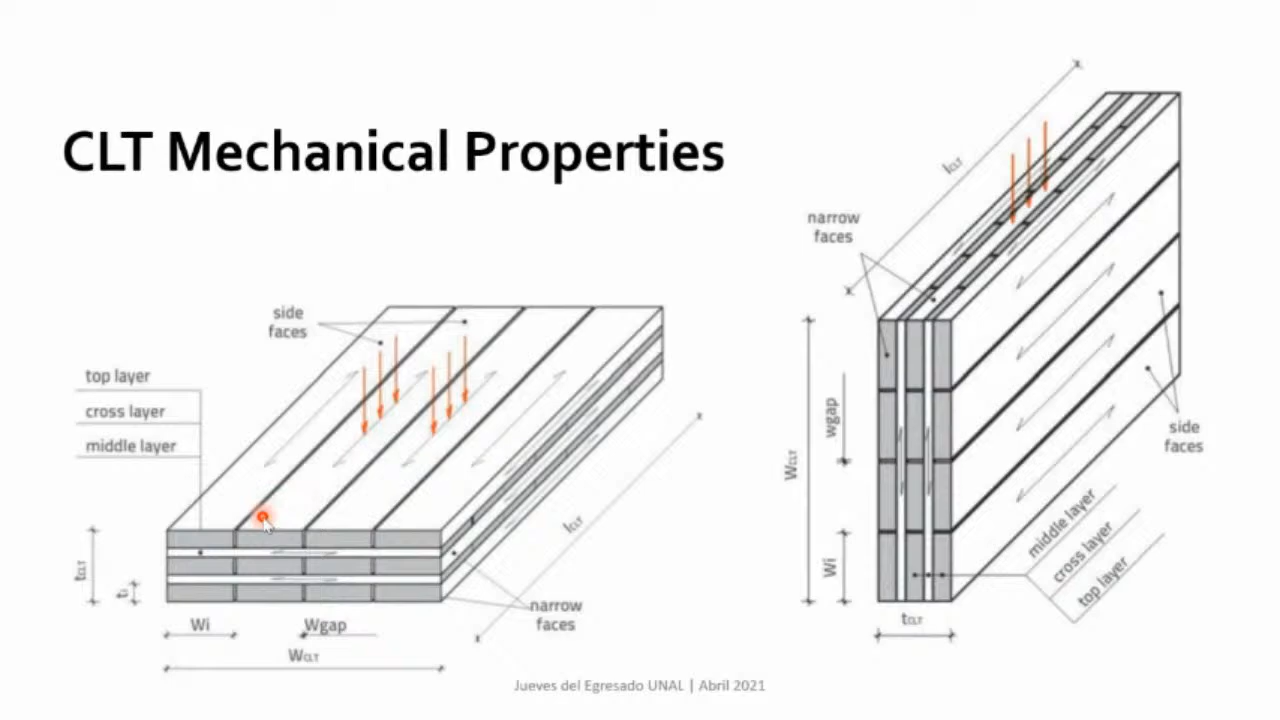 CLT Mechanical Properties
side
faces
top layer
cross layer
middle layer
tCLT
ti
Wi
Wgap
WCLT
lCLT
narrow
faces
lCLT
narrow
faces
wgap
WCLT
Wi
tCLT
side
faces
middle layer
cross layer
top layer
Jueves del Egresado UNAL | Abril 2021